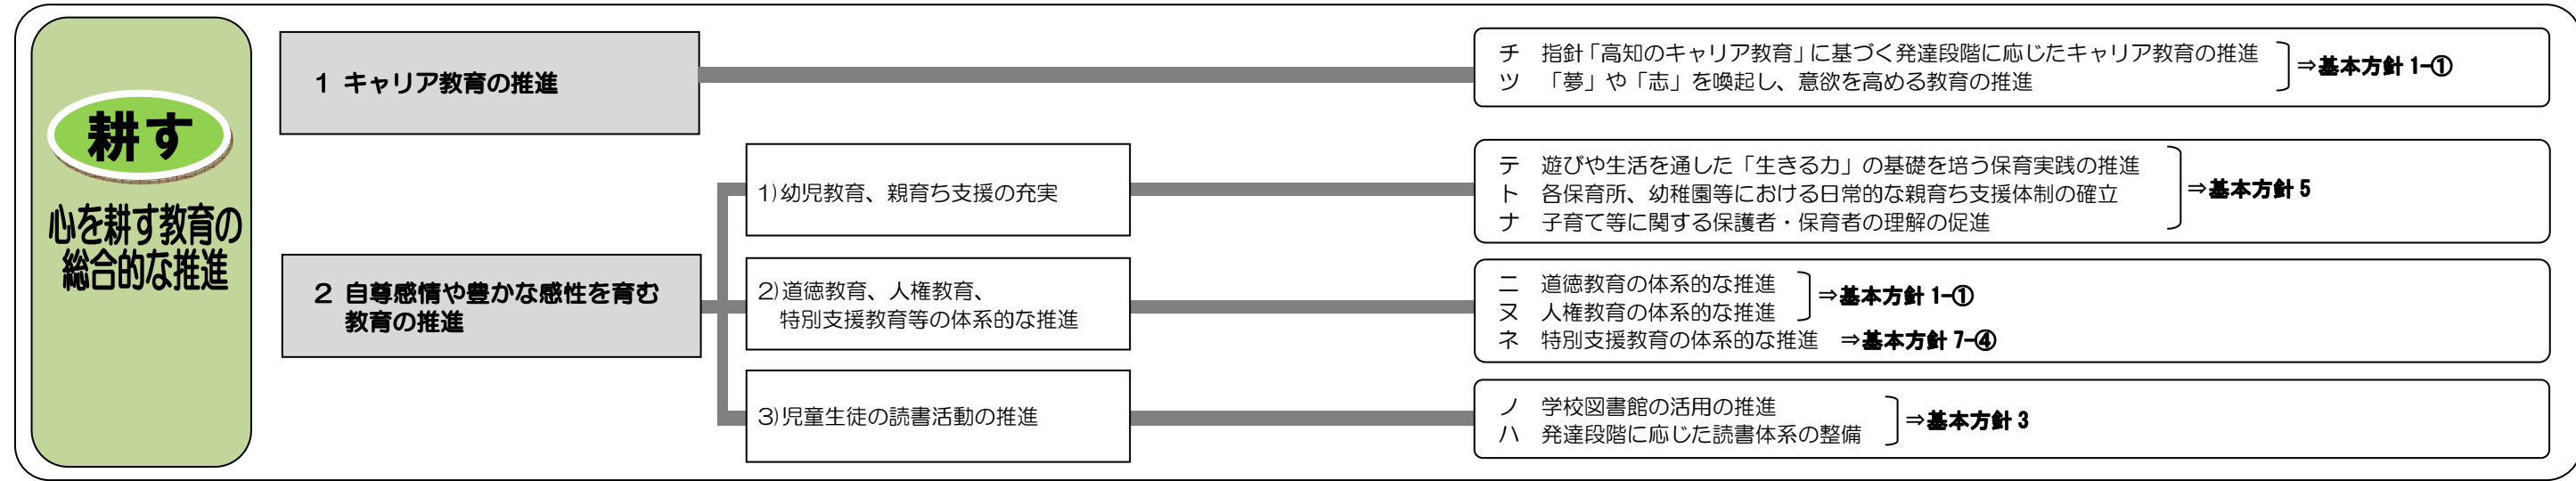 耕す
心を耕す教育の
総合的な推進
1 キャリア教育の推進
チ 指針「高知のキャリア教育」に基づく発達段階に応じたキャリア教育の推進
ツ 「夢」や「志」を喚起し、意欲を高める教育の推進
⇒基本方針 1-①
2 自尊感情や豊かな感性を育む
教育の推進
1)幼児教育、親育ち支援の充実
テ 遊びや生活を通した「生きる力」の基礎を培う保育実践の推進
ト 各保育所、幼稚園等における日常的な親育ち支援体制の確立
ナ 子育て等に関する保護者・保育者の理解の促進
⇒基本方針 5
2)道徳教育、人権教育、
特別支援教育等の体系的な推進
ニ 道徳教育の体系的な推進
ヌ 人権教育の体系的な推進
⇒基本方針 1-①
ネ 特別支援教育の体系的な推進 ⇒基本方針 7-④
3)児童生徒の読書活動の推進
ノ 学校図書館の活用の推進
ハ 発達段階に応じた読書体系の整備
⇒基本方針 3